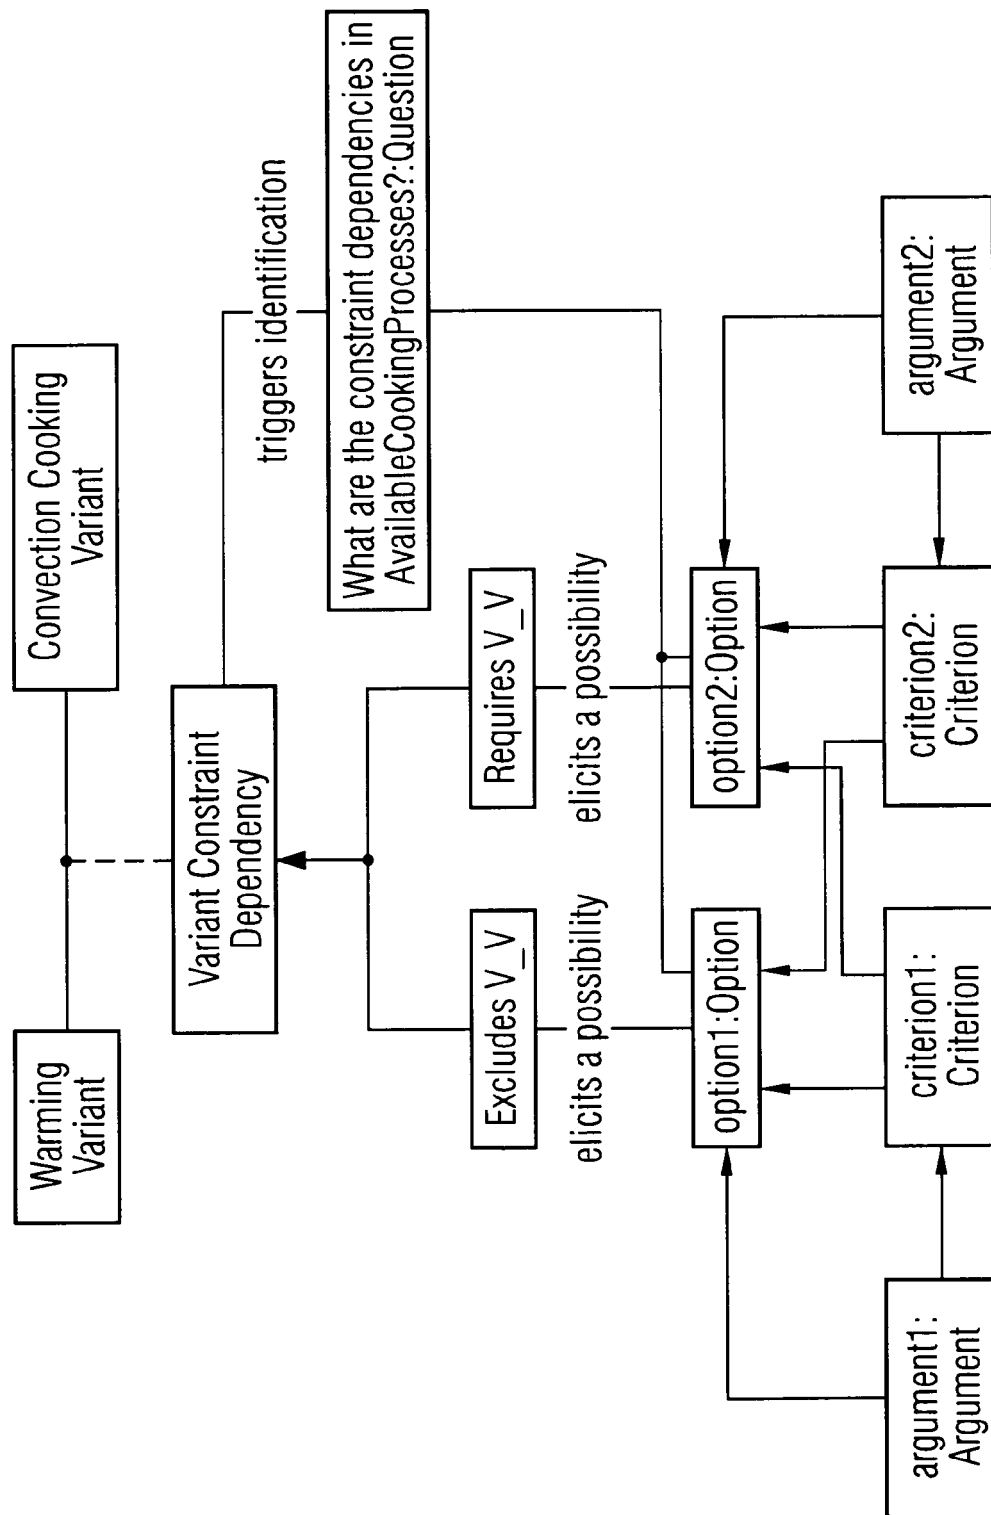 Warming
Variant
Convection Cooking
Variant
Variant Constraint
Dependency
triggers identification
What are the constraint dependencies in
AvailableCookingProcesses?:Question
Excludes V_V
Requires V_V
elicits a possibility
elicits a possibility
option1:Option
option2:Option
argument1:
Argument
criterion1:
Criterion
criterion2:
Criterion
argument2:
Argument